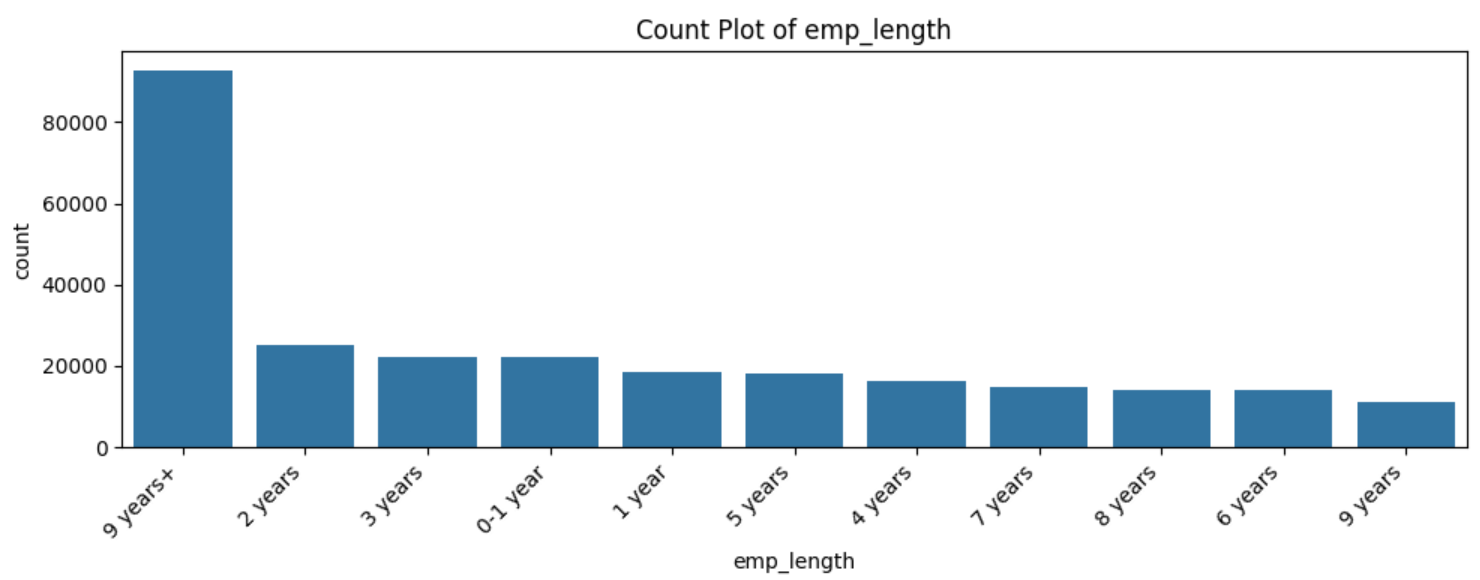 Count Plot of emp_length
80000
60000
40000
20000
0
count
9 years+
2 years
3 years
0-1 year
1 year
5 years
4 years
7 years
8 years
6 years
9 years
emp_length